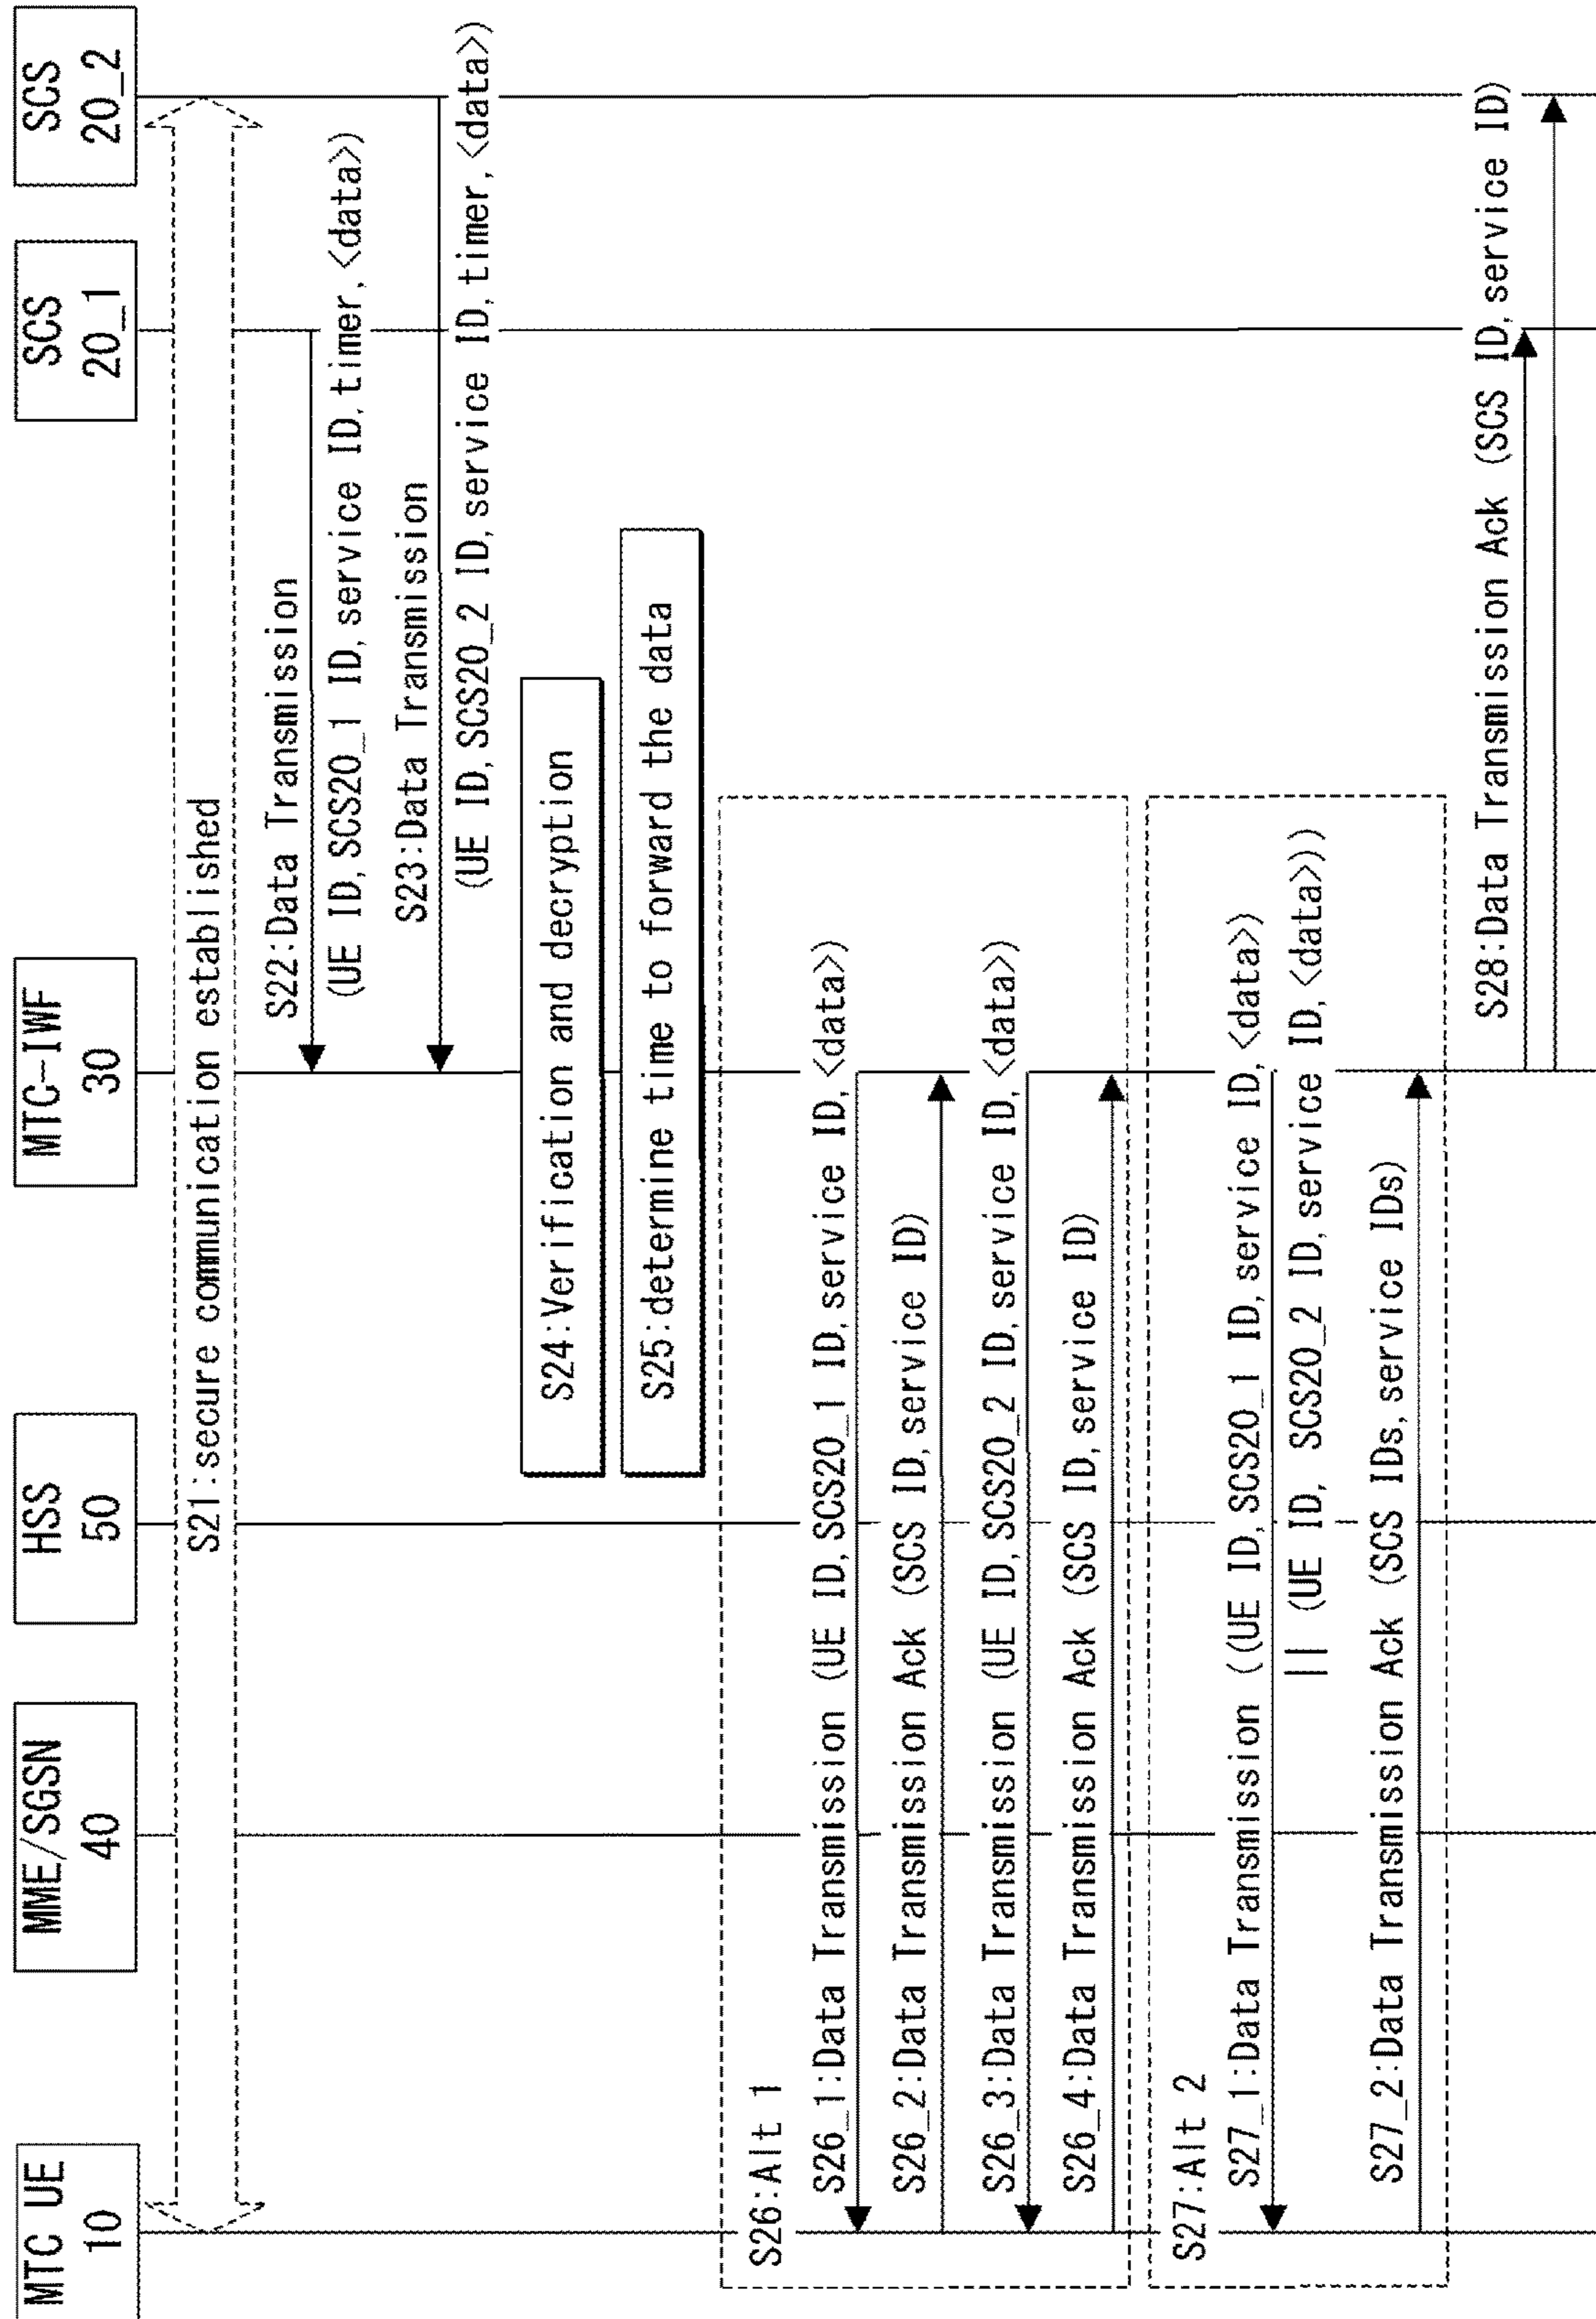 MTC UE
10
MME/SGSN
40
HSS
50
MTC-IWF
30
SCS
20_1
SCS
20_2
S21:secure communication established
S22:Data Transmission
(UE ID, SCS20_1 ID, service ID, timer, <data>)
S23:Data Transmission
(UE ID, SCS20_2 ID, service ID, timer, <data>)
S24:Verification and decryption
S25:determine time to forward the data
S26:Alt 1
S26_1:Data Transmission (UE ID, SCS20_1 ID, service ID, <data>)
S26_2:Data Transmission Ack (SCS ID, service ID)
S26_3:Data Transmission (UE ID, SCS20_2 ID, service ID, <data>)
S26_4:Data Transmission Ack (SCS ID, service ID)
S27:Alt 2
S27_1:Data Transmission ((UE ID, SCS20_1 ID, service ID, <data>)
|| (UE ID, SCS20_2 ID, service ID, <data>))
S27_2:Data Transmission Ack (SCS IDs, service IDs)
S28:Data Transmission Ack (SCS ID, service ID)